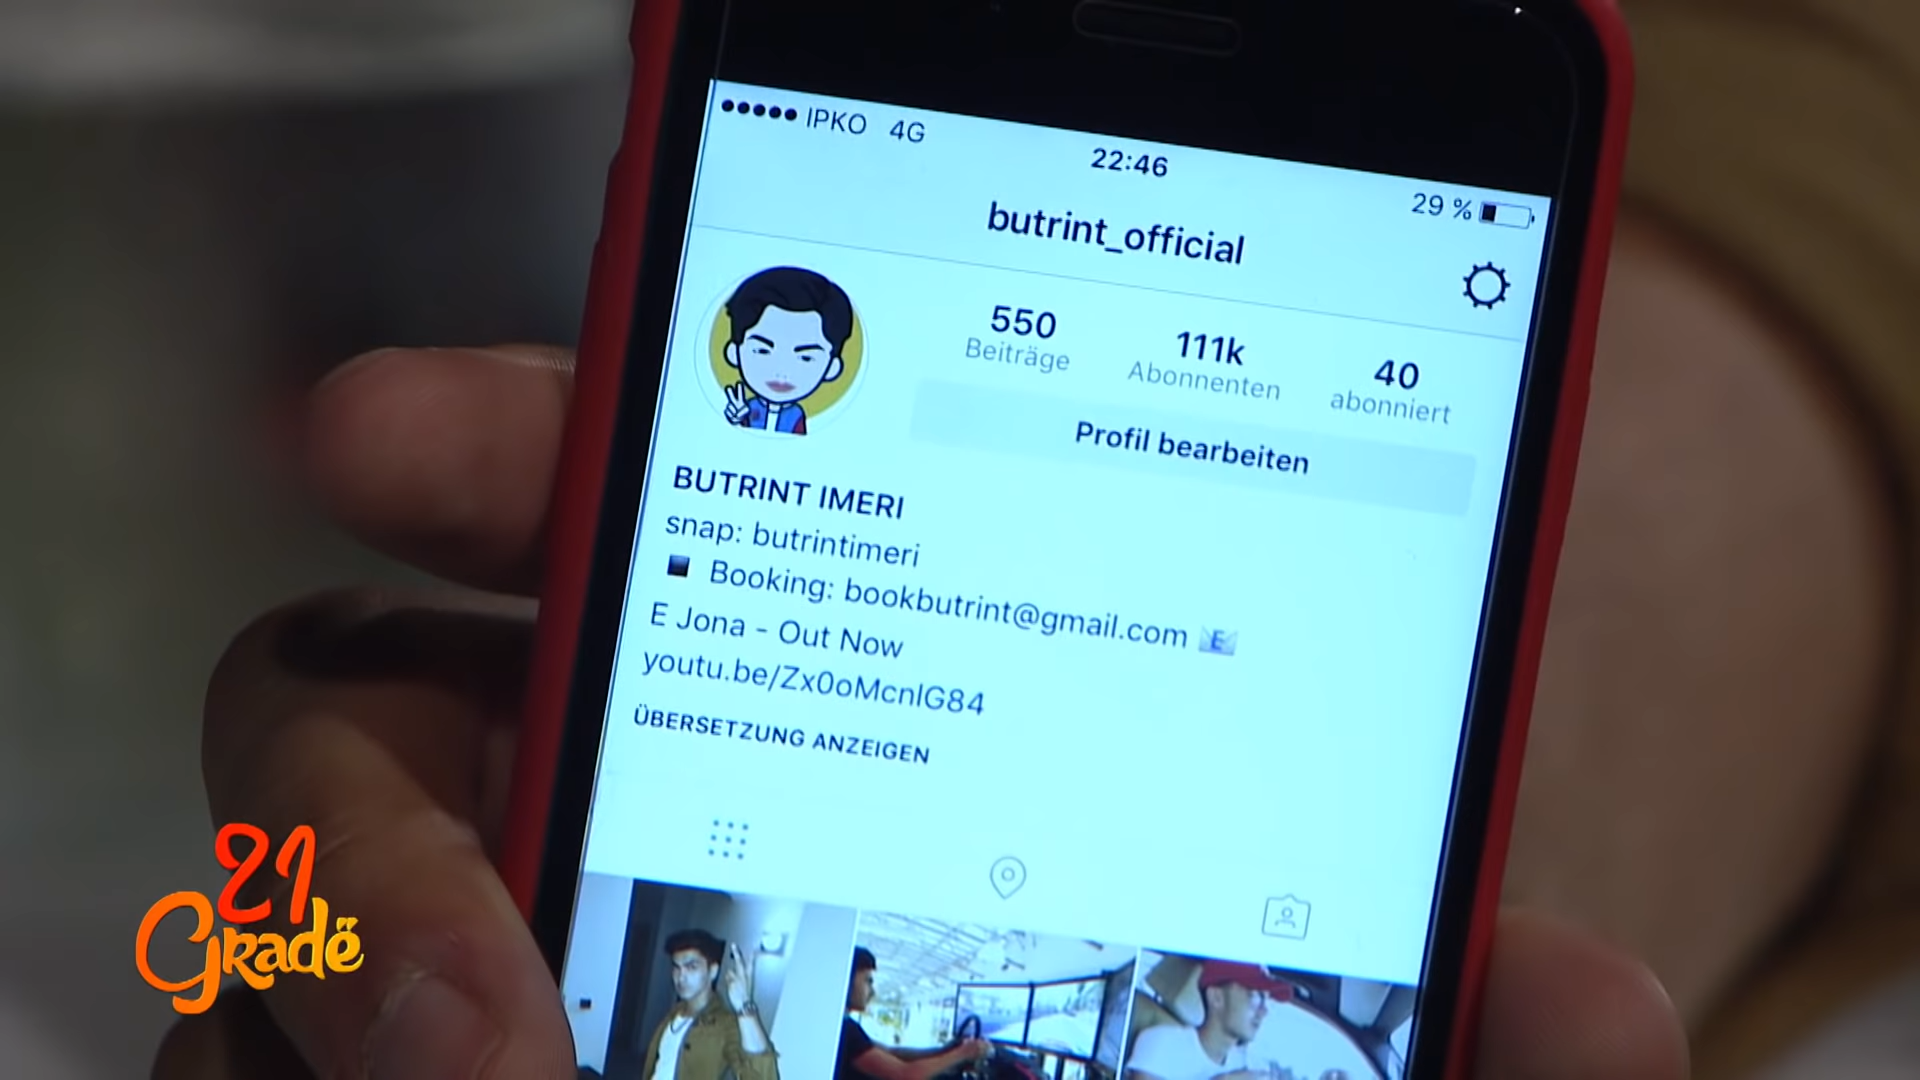 ●●●●● IPKO 4G
22:46
29 %
butrint_official
550
Beiträge
111k
Abonnenten
40
abonniert
Profil bearbeiten
BUTRINT IMERI
snap: butrintimeri
Booking: bookbutrint@gmail.com
E Jona - Out Now
youtu.be/Zx0oMcnlG84
ÜBERSETZUNG ANZEIGEN
21
Gradë